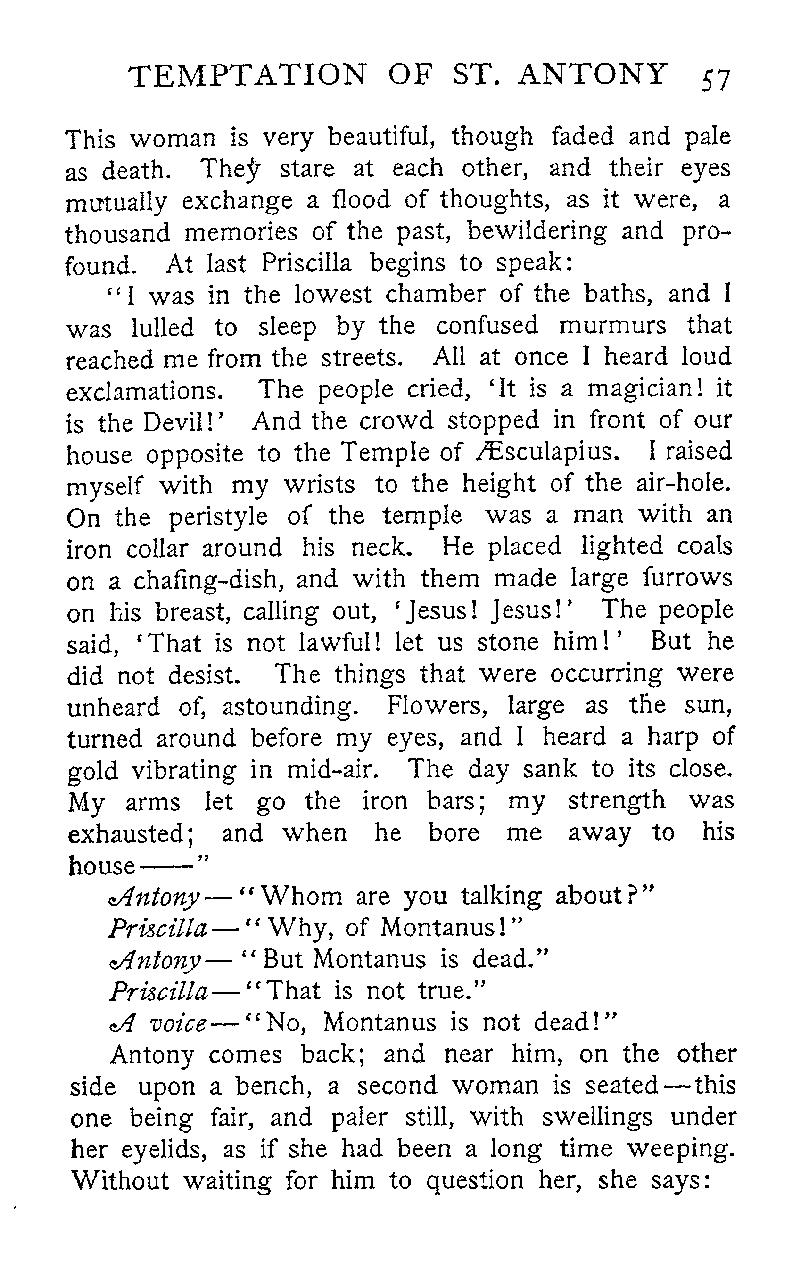 TEMPTATION OF ST. ANTONY 57
This woman is very beautiful, though faded and pale
as death. They stare at each other, and their eyes
mutually exchange a flood of thoughts, as it were, a
thousand memories of the past, bewildering and pro-
found. At last Priscilla begins to speak:
"I was in the lowest chamber of the baths, and I
was lulled to sleep by the confused murmurs that
reached me from the streets. All at once I heard loud
exclamations. The people cried, 'It is a magician! it
is the Devil!' And the crowd stopped in front of our
house opposite to the Temple of Æsculapius. I raised
myself with my wrists to the height of the air-hole.
On the peristyle of the temple was a man with an
iron collar around his neck. He placed lighted coals
on a chafing-dish, and with them made large furrows
on his breast, calling out, 'Jesus! Jesus!' The people
said, 'That is not lawful! let us stone him!' But he
did not desist. The things that were occurring were
unheard of, astounding. Flowers, large as the sun,
turned around before my eyes, and I heard a harp of
gold vibrating in mid-air. The day sank to its close.
My arms let go the iron bars; my strength was
exhausted; and when he bore me away to his
house——"
Antony—"Whom are you talking about?"
Priscilla—"Why, of Montanus!"
Antony—"But Montanus is dead."
Priscilla—"That is not true."
A voice—"No, Montanus is not dead!"
Antony comes back; and near him, on the other
side upon a bench, a second woman is seated—this
one being fair, and paler still, with swellings under
her eyelids, as if she had been a long time weeping.
Without waiting for him to question her, she says: